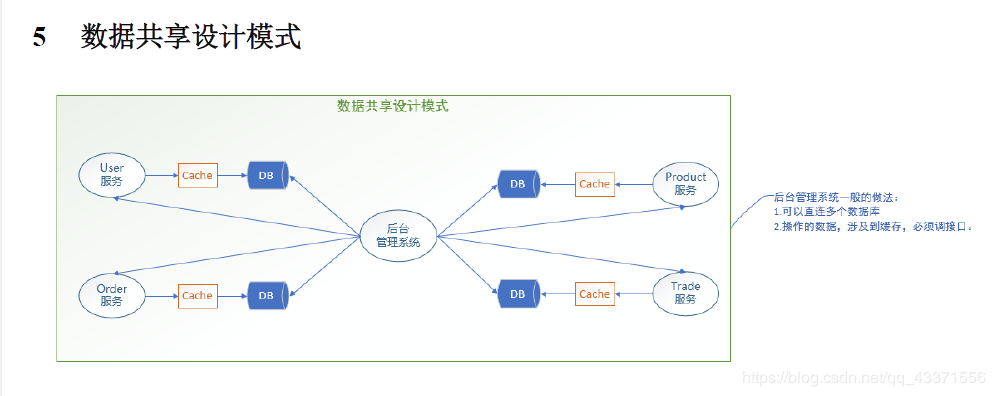 5 数据共享设计模式
数据共享设计模式
User
服务
Cache
DB
DB
Cache
Product
服务
后台
管理系统
Order
服务
Cache
DB
DB
Cache
Trade
服务
后台管理系统一般的做法：
1.可以直连多个数据库
2.操作的数据，涉及到缓存，必须调接口。
https://blog.csdn.net/qq_43371556